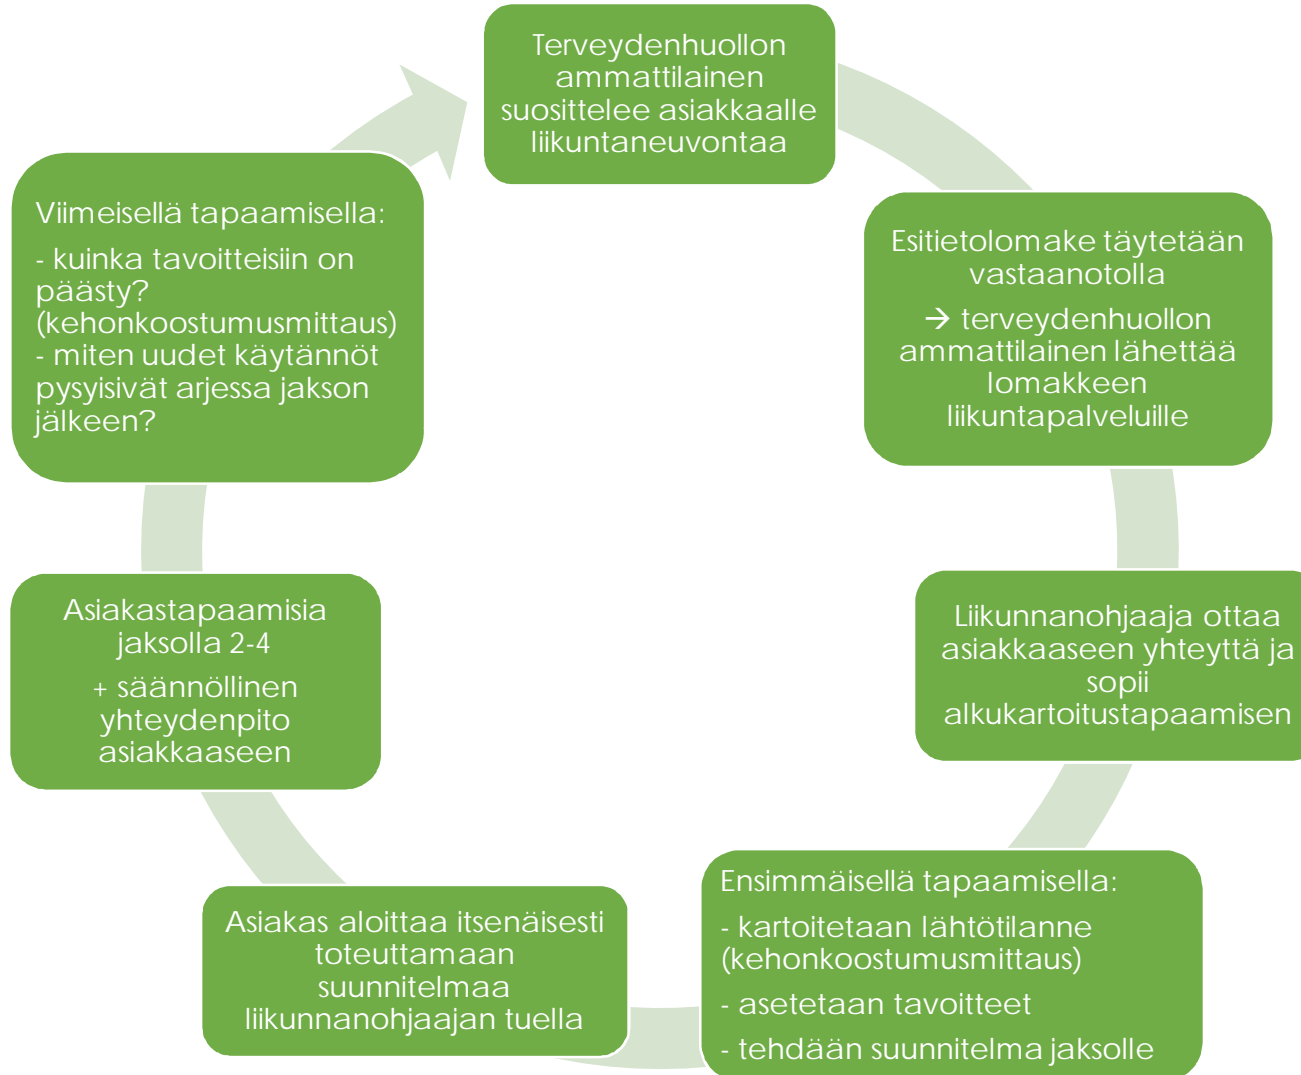 Terveydenhuollon
ammattilainen
suosittelee asiakkaalle
liikuntaneuvontaa
Esitietolomake täytetään
vastaanotolla
→ terveydenhuollon
ammattilainen lähettää
lomakkeen
liikuntapalveluille
Liikunnanohjaaja ottaa
asiakkaaseen yhteyttä ja
sopii
alkukartoitustapaamisen
Ensimmäisellä tapaamisella:
- kartoitetaan lähtötilanne
(kehonkoostumusmittaus)
- asetetaan tavoitteet
- tehdään suunnitelma jaksolle
Asiakas aloittaa itsenäisesti
toteuttamaan
suunnitelmaa
liikunnanohjaajan tuella
Asiakastapaamisia
jaksolla 2-4
+ säännöllinen
yhteydenpito
asiakkaaseen
Viimeisellä tapaamisella:
- kuinka tavoitteisiin on
päästy?
(kehonkoostumusmittaus)
- miten uudet käytännöt
pysyisivät arjessa jakson
jälkeen?